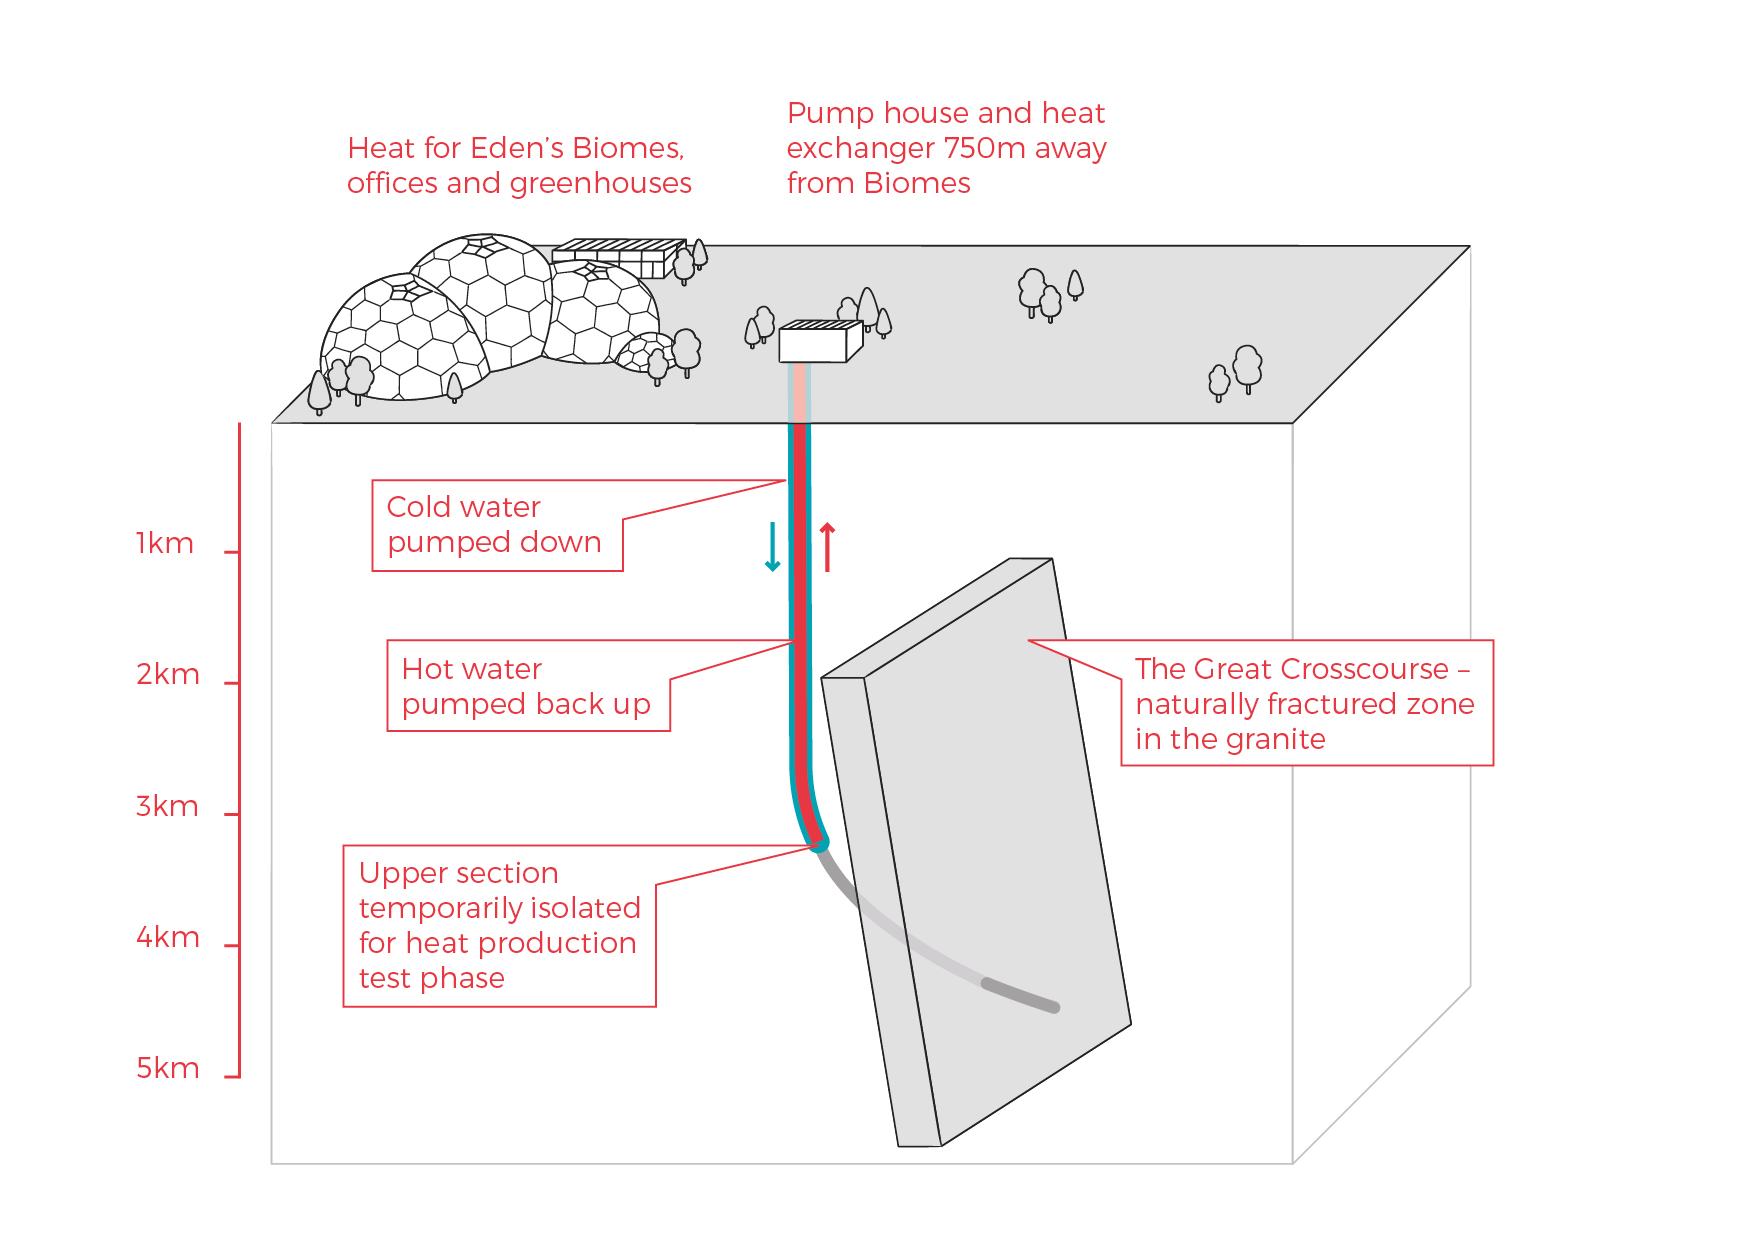 Heat for Eden’s Biomes,
offices and greenhouses
Pump house and heat
exchanger 750m away
from Biomes
Cold water
pumped down
1km
Hot water
pumped back up
2km
The Great Crosscourse –
naturally fractured zone
in the granite
3km
Upper section
temporarily isolated
for heat production
test phase
4km
5km